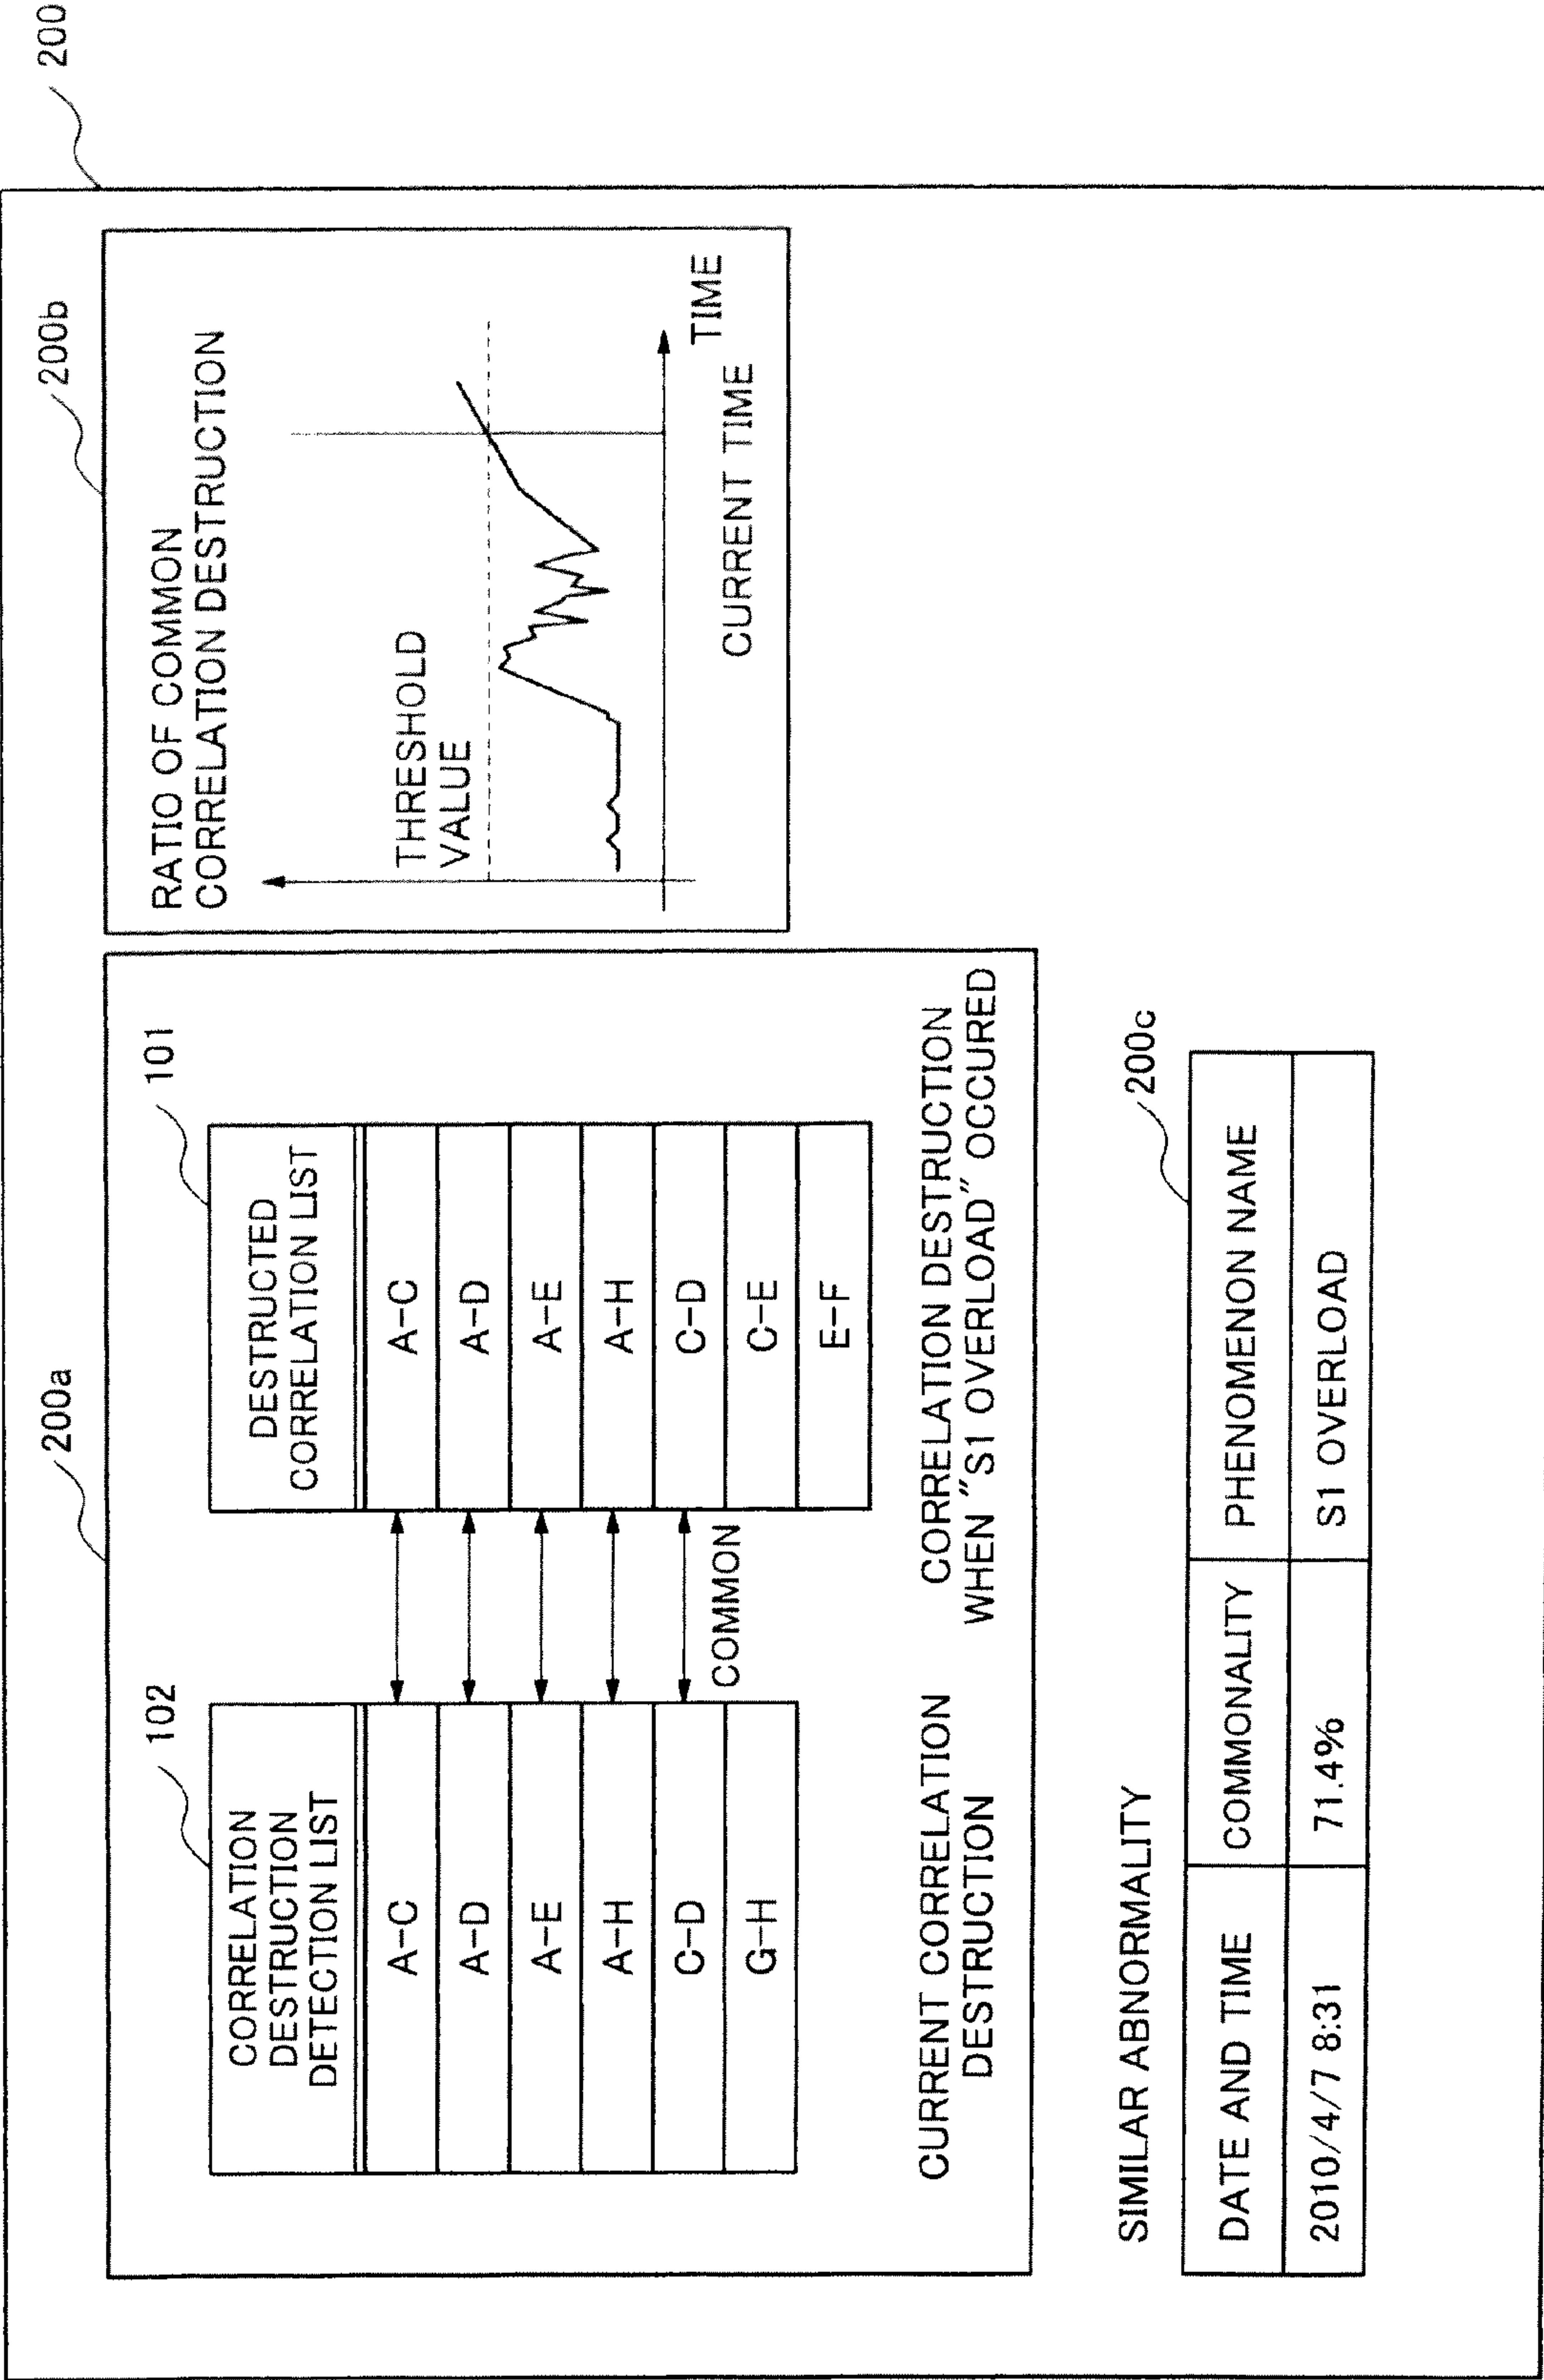 200
200a
102
CORRELATION
DESTRUCTION
DETECTION LIST
A-C
A-D
A-E
A-H
C-D
G-H
COMMON
101
DESTRUCTED
CORRELATION LIST
A-C
A-D
A-E
A-H
C-D
C-E
E-F
CURRENT CORRELATION
DESTRUCTION
CORRELATION DESTRUCTION
WHEN "S1 OVERLOAD" OCCURED
200b
RATIO OF COMMON
CORRELATION DESTRUCTION
THRESHOLD
VALUE
TIME
CURRENT TIME
SIMILAR ABNORMALITY
200c
DATE AND TIME
COMMONALITY
PHENOMENON NAME
2010/4/7 8:31
71.4%
S1 OVERLOAD